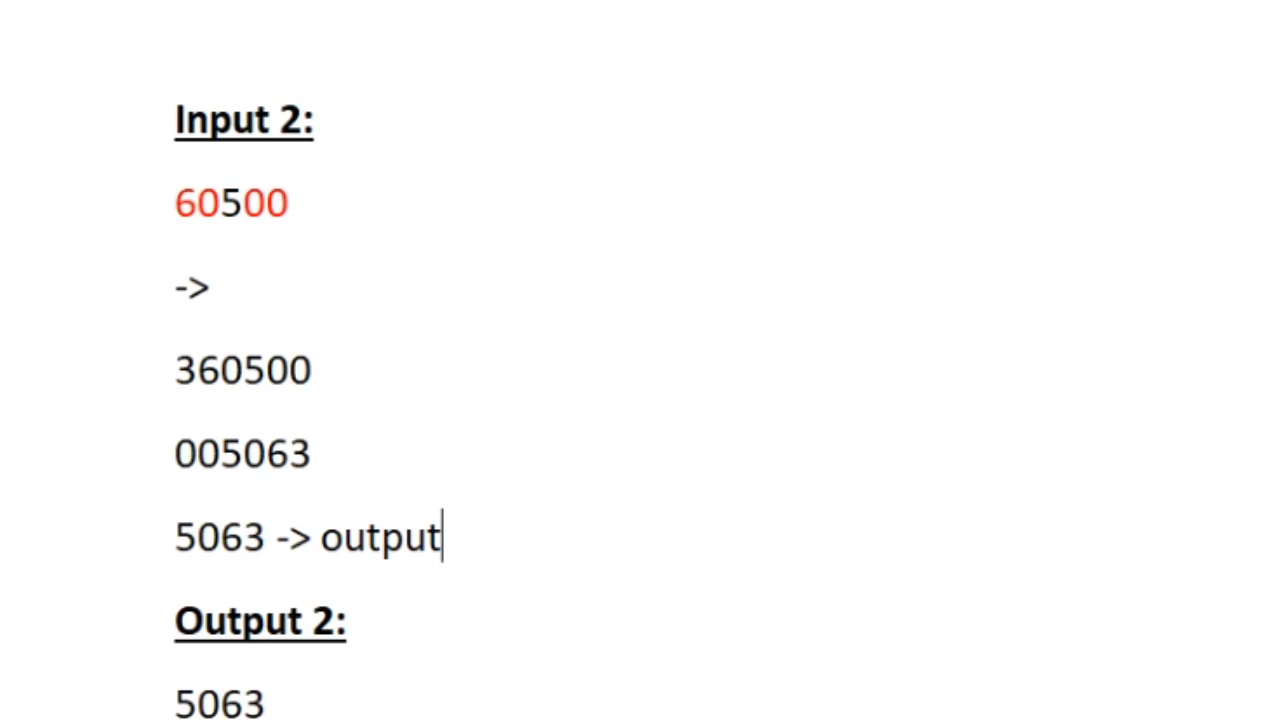 Input 2:
60500
->
360500
005063
5063 -> output
Output 2:
5063